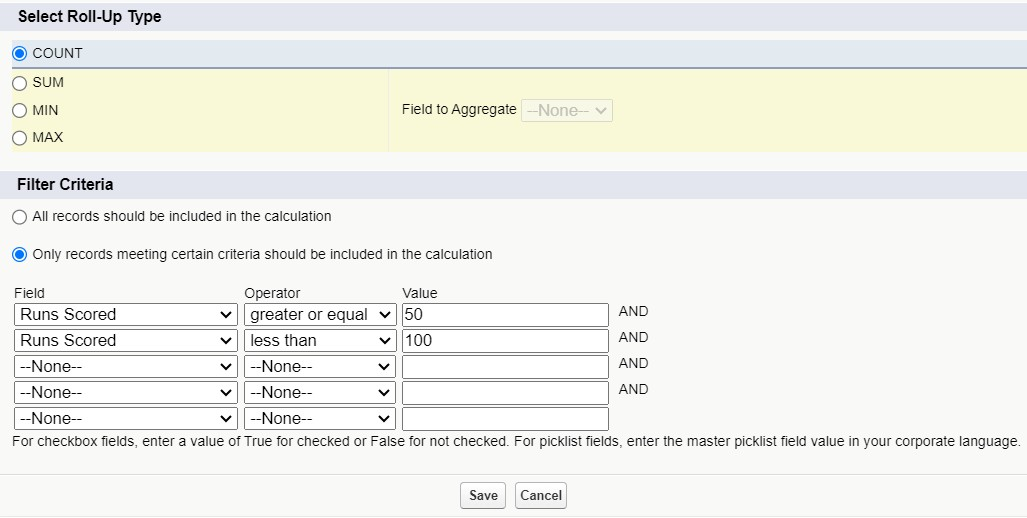 Select Roll-Up Type
COUNT
SUM
MIN
Field to Aggregate --None--
MAX
Filter Criteria
All records should be included in the calculation
Only records meeting certain criteria should be included in the calculation
Field Operator Value
Runs Scored greater or equal 50 AND
Runs Scored less than 100 AND
--None-- --None-- AND
--None-- --None-- AND
--None-- --None--
For checkbox fields, enter a value of True for checked or False for not checked. For picklist fields, enter the master picklist field value in your corporate language.
Save Cancel